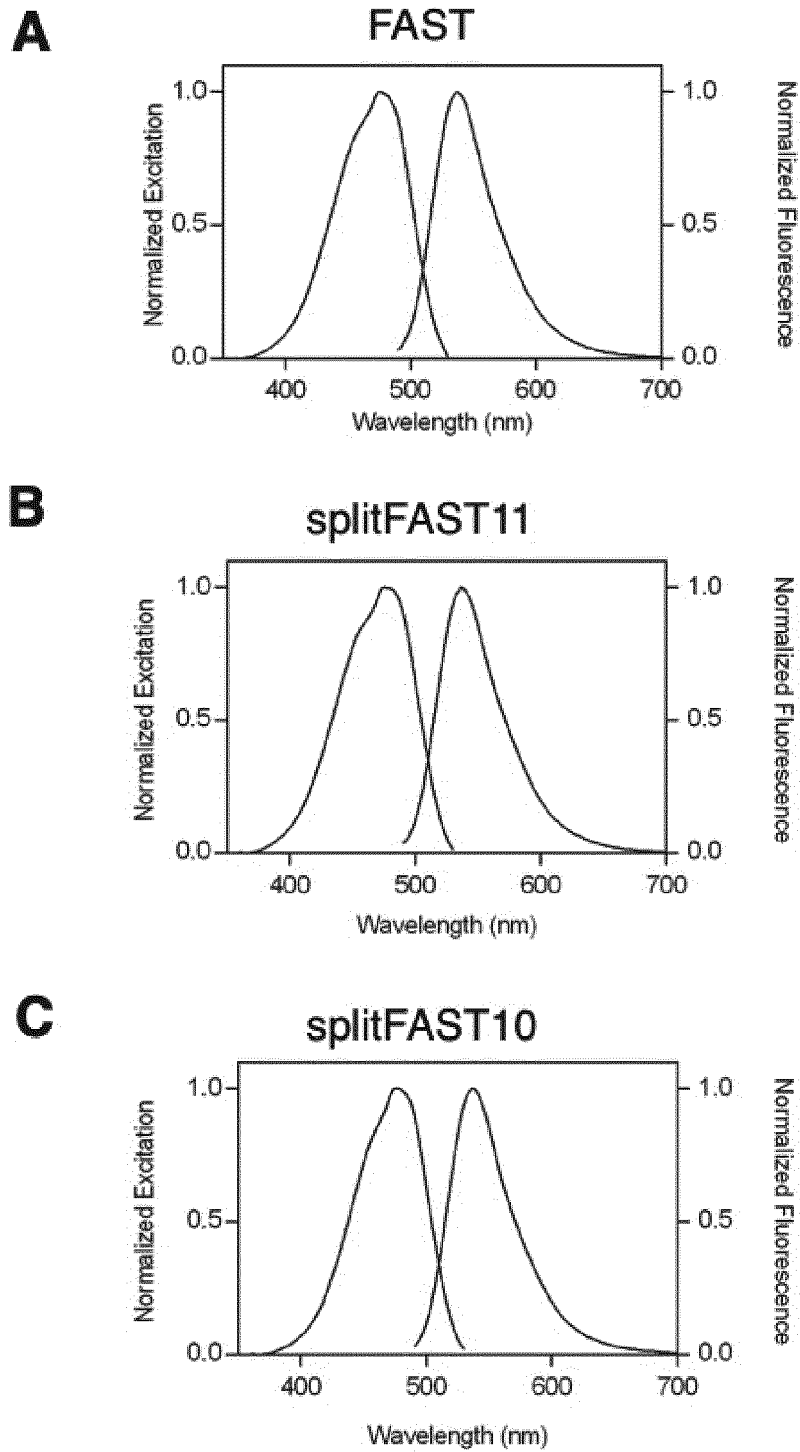 A
FAST
Normalized Excitation
1.0
0.5
0.0
1.0
0.5
0.0
Normalized Fluorescence
400 500 600 700
Wavelength (nm)
B
splitFAST11
Normalized Excitation
1.0
0.5
0.0
1.0
0.5
0.0
Normalized Fluorescence
400 500 600 700
Wavelength (nm)
C
splitFAST10
Normalized Excitation
1.0
0.5
0.0
1.0
0.5
0.0
Normalized Fluorescence
400 500 600 700
Wavelength (nm)